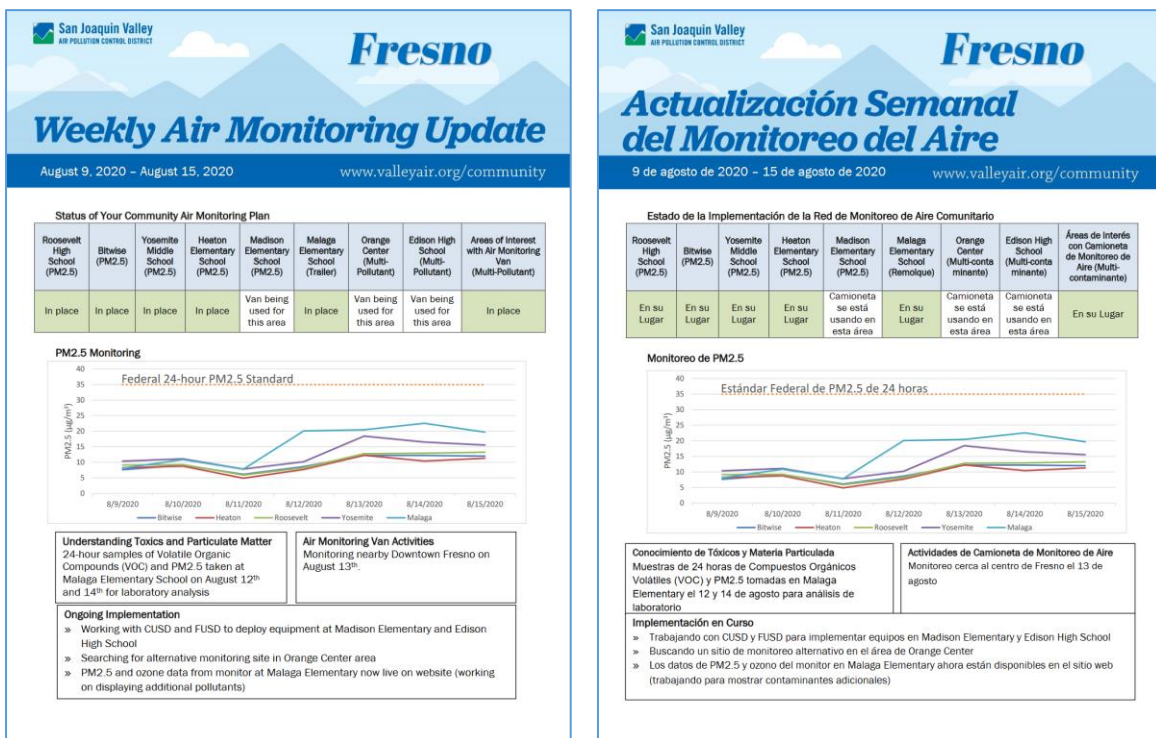 San Joaquin Valley
AIR POLLUTION CONTROL DISTRICT
Fresno
Weekly Air Monitoring Update
August 9, 2020 – August 15, 2020
www.valleyair.org/community
Status of Your Community Air Monitoring Plan
Roosevelt High School (PM2.5)
Bitwise (PM2.5)
Yosemite Middle School (PM2.5)
Heaton Elementary School (PM2.5)
Madison Elementary School (PM2.5)
Malaga Elementary School (Trailer)
Orange Center (Multi-Pollutant)
Edison High School (Multi-Pollutant)
Areas of Interest with Air Monitoring Van (Multi-Pollutant)
In place
In place
In place
In place
Van being used for this area
In place
Van being used for this area
Van being used for this area
In place
PM2.5 Monitoring
Federal 24-hour PM2.5 Standard
PM2.5 (µg/m³)
40
35
30
25
20
15
10
5
0
8/9/2020 8/10/2020 8/11/2020 8/12/2020 8/13/2020 8/14/2020 8/15/2020
Bitwise Heaton Roosevelt Yosemite Malaga
Understanding Toxics and Particulate Matter
24-hour samples of Volatile Organic
Compounds (VOC) and PM2.5 taken at
Malaga Elementary School on August 12th
and 14th for laboratory analysis
Air Monitoring Van Activities
Monitoring nearby Downtown Fresno on
August 13th.
Ongoing Implementation
» Working with CUSD and FUSD to deploy equipment at Madison Elementary and Edison
High School
» Searching for alternative monitoring site in Orange Center area
» PM2.5 and ozone data from monitor at Malaga Elementary now live on website (working
on displaying additional pollutants)
San Joaquin Valley
AIR POLLUTION CONTROL DISTRICT
Fresno
Actualización Semanal
del Monitoreo del Aire
9 de agosto de 2020 – 15 de agosto de 2020
www.valleyair.org/community
Estado de la Implementación de la Red de Monitoreo de Aire Comunitario
Roosevelt High School (PM2.5)
Bitwise (PM2.5)
Yosemite Middle School (PM2.5)
Heaton Elementary School (PM2.5)
Madison Elementary School (PM2.5)
Malaga Elementary School (Remolque)
Orange Center (Multi-conta minante)
Edison High School (Multi-conta minante)
Áreas de Interés con Camioneta de Monitoreo de Aire (Multi-contaminante)
En su Lugar
En su Lugar
En su Lugar
En su Lugar
Camioneta se está usando en esta área
En su Lugar
Camioneta se está usando en esta área
Camioneta se está usando en esta área
En su Lugar
Monitoreo de PM2.5
Estándar Federal de PM2.5 de 24 horas
PM2.5 (µg/m³)
40
35
30
25
20
15
10
5
0
8/9/2020 8/10/2020 8/11/2020 8/12/2020 8/13/2020 8/14/2020 8/15/2020
Bitwise Heaton Roosevelt Yosemite Malaga
Conocimiento de Tóxicos y Materia Particulada
Muestras de 24 horas de Compuestos Orgánicos
Volátiles (VOC) y PM2.5 tomadas en Malaga
Elementary el 12 y 14 de agosto para análisis de
laboratorio
Actividades de Camioneta de Monitoreo de Aire
Monitoreo cerca al centro de Fresno el 13 de
agosto
Implementación en Curso
» Trabajando con CUSD y FUSD para implementar equipos en Madison Elementary y Edison High School
» Buscando un sitio de monitoreo alternativo en el área de Orange Center
» Los datos de PM2.5 y ozono del monitor en Malaga Elementary ahora están disponibles en el sitio web
(trabajando para mostrar contaminantes adicionales)